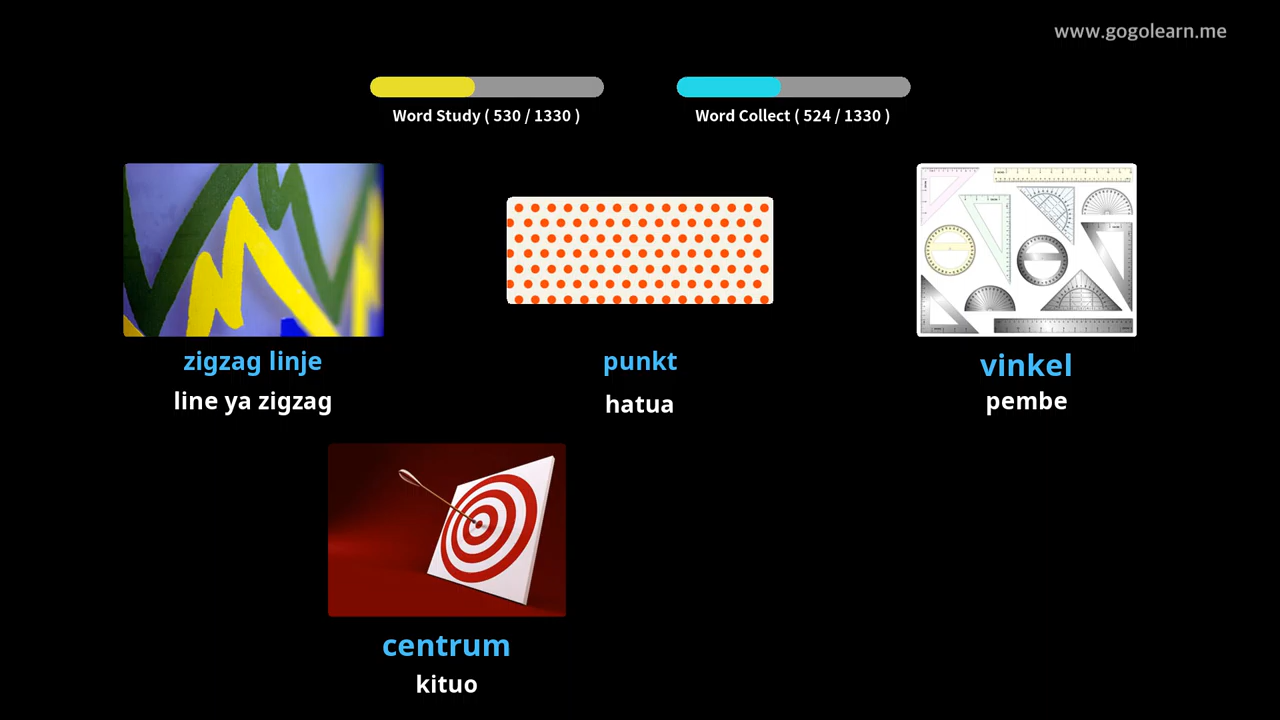 www.gogolearn.me
Word Study ( 530 / 1330 )
Word Collect ( 524 / 1330 )
zigzag linje
line ya zigzag
punkt
hatua
vinkel
pembe
centrum
kituo